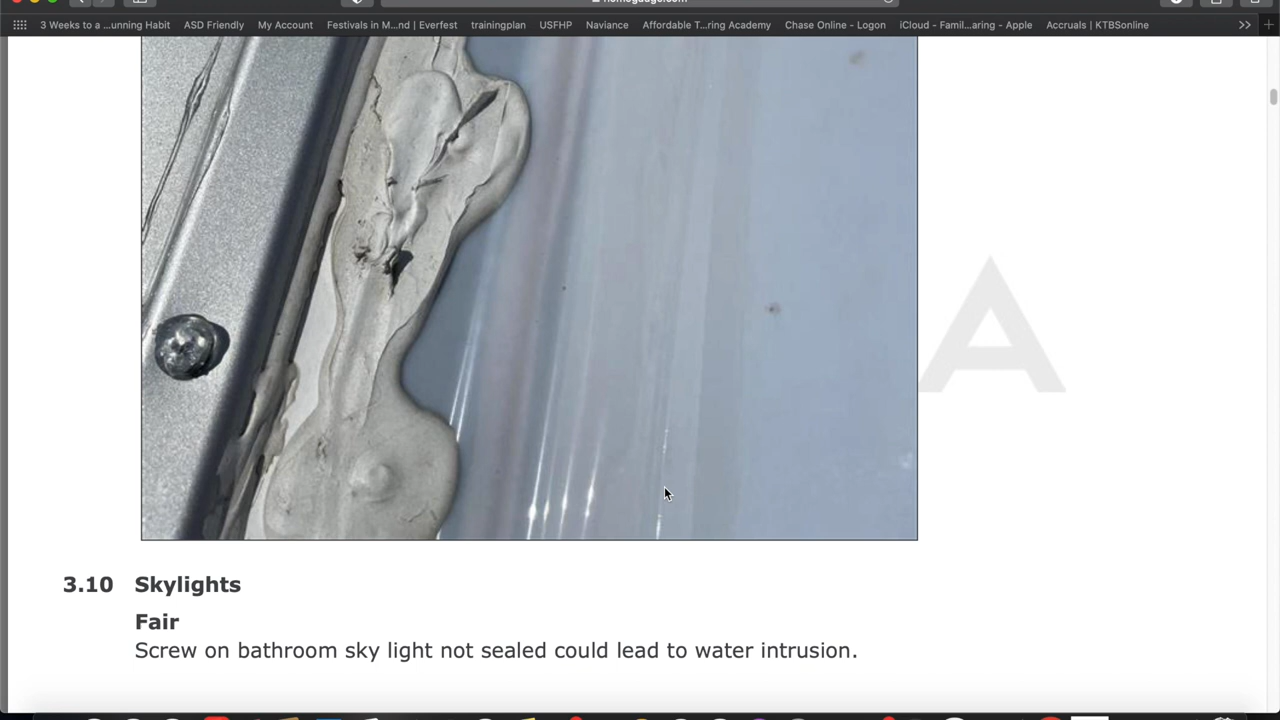 3 Weeks to a ...unning Habit ASD Friendly My Account Festivals in M...nd | Everfest trainingplan USFHP Naviance Affordable T...ring Academy Chase Online - Logon iCloud - Famil...aring - Apple Accruals | KTBSonline
A
3.10 Skylights
Fair
Screw on bathroom sky light not sealed could lead to water intrusion.